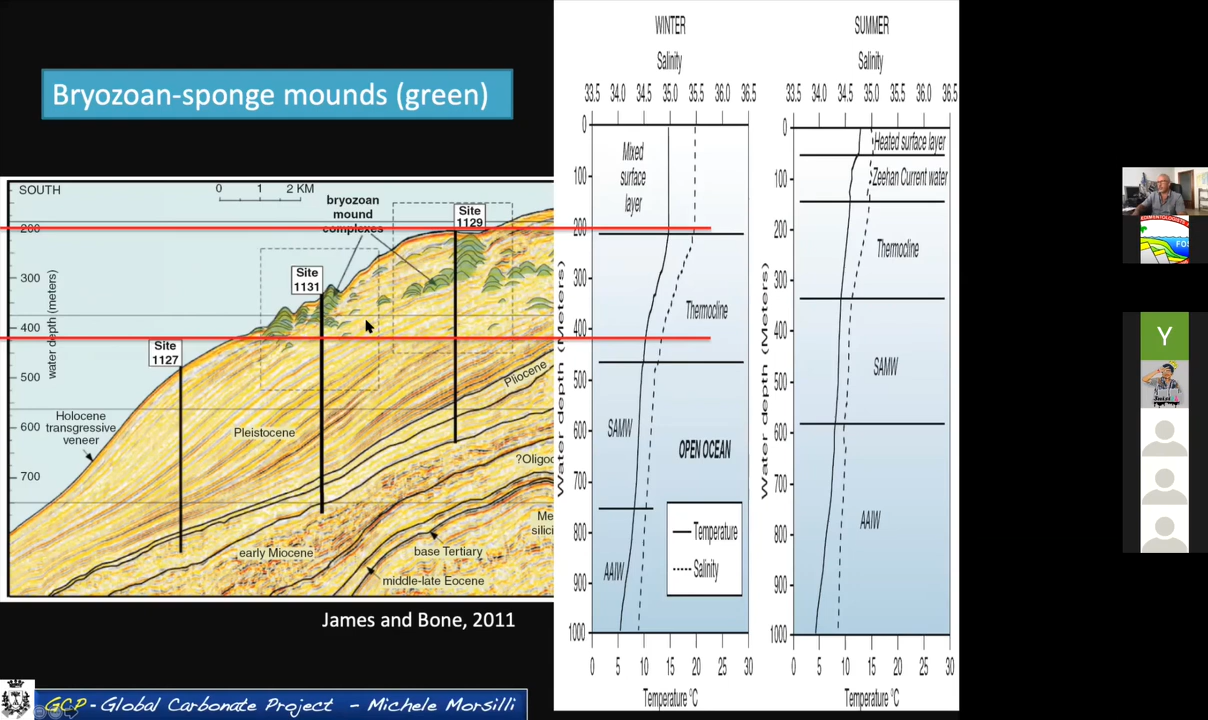 Bryozoan-sponge mounds (green)
SOUTH
0 1 2 KM
bryozoan
mound
complexes
Site
1129
Site
1131
Site
1127
200
300
400
500
600
700
water depth (meters)
Holocene
transgressive
veneer
Pleistocene
Pliocene
?Oligoc
Me
silici
early Miocene
base Tertiary
middle-late Eocene
James and Bone, 2011
WINTER
Salinity
33.5 34.0 34.5 35.0 35.5 36.0 36.5
0
100
200
300
400
500
600
700
800
900
1000
Water depth (Meters)
Mixed
surface
layer
Thermocline
SAMW
OPEN OCEAN
Temperature
Salinity
AAIW
0 5 10 15 20 25 30
Temperature °C
SUMMER
Salinity
33.5 34.0 34.5 35.0 35.5 36.0 36.5
0
100
200
300
400
500
600
700
800
900
1000
Water depth (Meters)
Heated surface layer
Zeehan Current water
Thermocline
SAMW
AAIW
0 5 10 15 20 25 30
Temperature °C
GCP - Global Carbonate Project - Michele Morsilli
Y